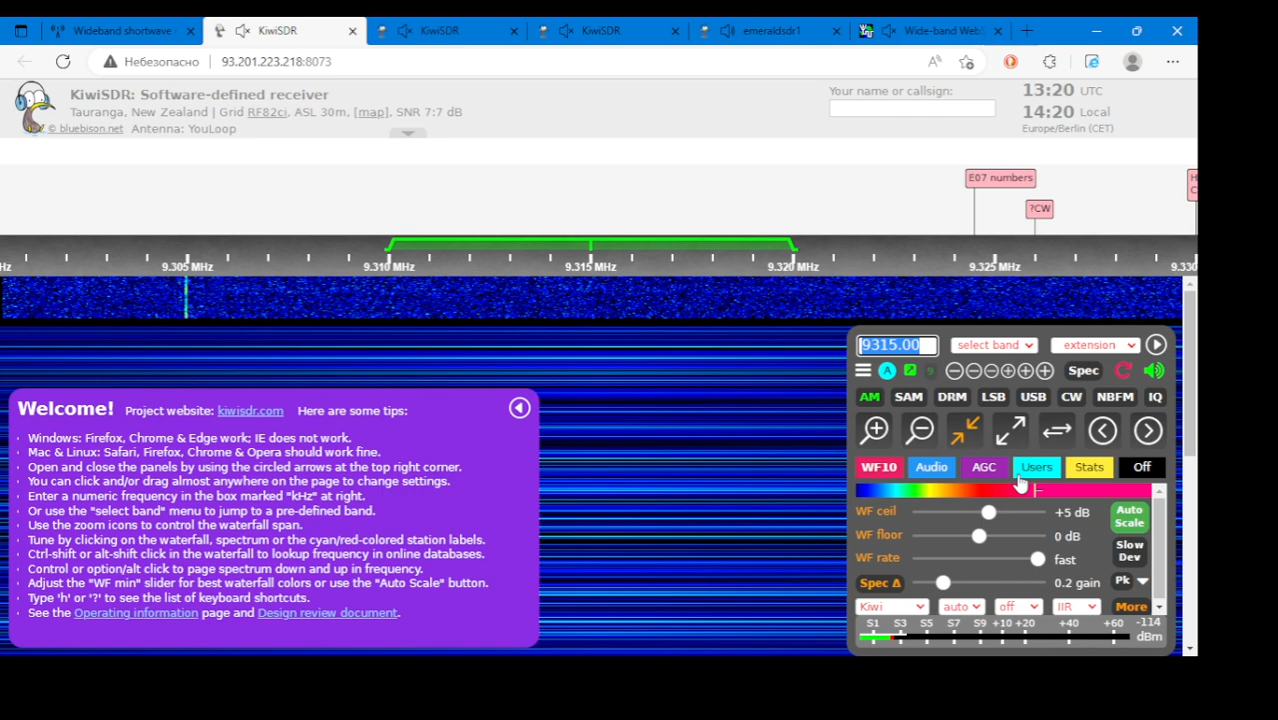 Wideband shortwave
KiwiSDR
KiwiSDR
KiwiSDR
emeraldsdr1
Wide-band WebS
Небезопасно
93.201.223.218:8073
KiwiSDR: Software-defined receiver
Tauranga, New Zealand | Grid RF82ci, ASL 30m, [map], SNR 7:7 dB
© bluebison.net Antenna: YouLoop
Your name or callsign:
13:20 UTC
14:20 Local
Europe/Berlin (CET)
E07 numbers
?CW
H
C
Hz
9.305 MHz
9.310 MHz
9.315 MHz
9.320 MHz
9.325 MHz
9.330
9315.00
select band
extension
A
9
Spec
AM SAM DRM LSB USB CW NBFM IQ
WF10 Audio AGC Users Stats Off
WF ceil +5 dB
Auto Scale
WF floor 0 dB
WF rate fast
Slow Dev
Spec Δ 0.2 gain Pk
Kiwi auto off IIR More
S1 S3 S5 S7 S9 +10 +20 +40 +60 -114
dBm
Welcome! Project website: kiwisdr.com Here are some tips:
· Windows: Firefox, Chrome & Edge work; IE does not work.
· Mac & Linux: Safari, Firefox, Chrome & Opera should work fine.
· Open and close the panels by using the circled arrows at the top right corner.
· You can click and/or drag almost anywhere on the page to change settings.
· Enter a numeric frequency in the box marked "kHz" at right.
· Or use the "select band" menu to jump to a pre-defined band.
· Use the zoom icons to control the waterfall span.
· Tune by clicking on the waterfall, spectrum or the cyan/red-colored station labels.
· Ctrl-shift or alt-shift click in the waterfall to lookup frequency in online databases.
· Control or option/alt click to page spectrum down and up in frequency.
· Adjust the "WF min" slider for best waterfall colors or use the "Auto Scale" button.
· Type 'h' or '?' to see the list of keyboard shortcuts.
· See the Operating information page and Design review document.